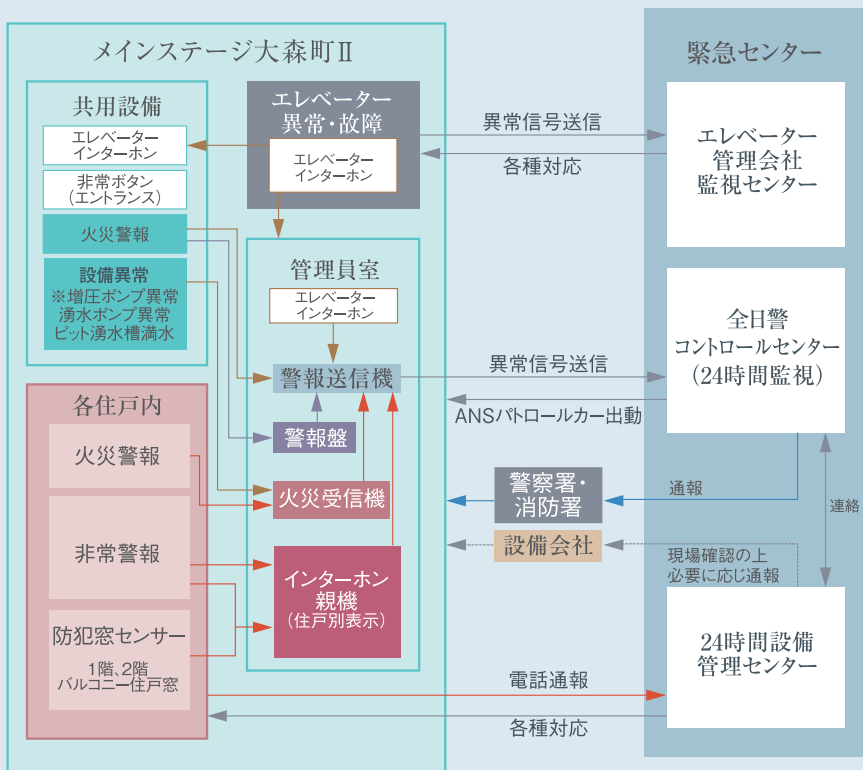 メインステージ大森町Ⅱ
共用設備
エレベーター
インターホン
非常ボタン
(エントランス)
火災警報
設備異常
※増圧ポンプ異常
湧水ポンプ異常
ピット湧水槽満水
各住戸内
火災警報
非常警報
防犯窓センサー
1階、2階
バルコニー住戸窓
エレベーター
異常・故障
エレベーター
インターホン
管理員室
エレベーター
インターホン
警報送信機
警報盤
火災受信機
インターホン
親機
(住戸別表示)
異常信号送信
各種対応
異常信号送信
ANSパトロールカー出動
警察署・
消防署
通報
設備会社
現場確認の上
必要に応じ通報
連絡
電話通報
各種対応
緊急センター
エレベーター
管理会社
監視センター
全日警
コントロールセンター
(24時間監視)
24時間設備
管理センター